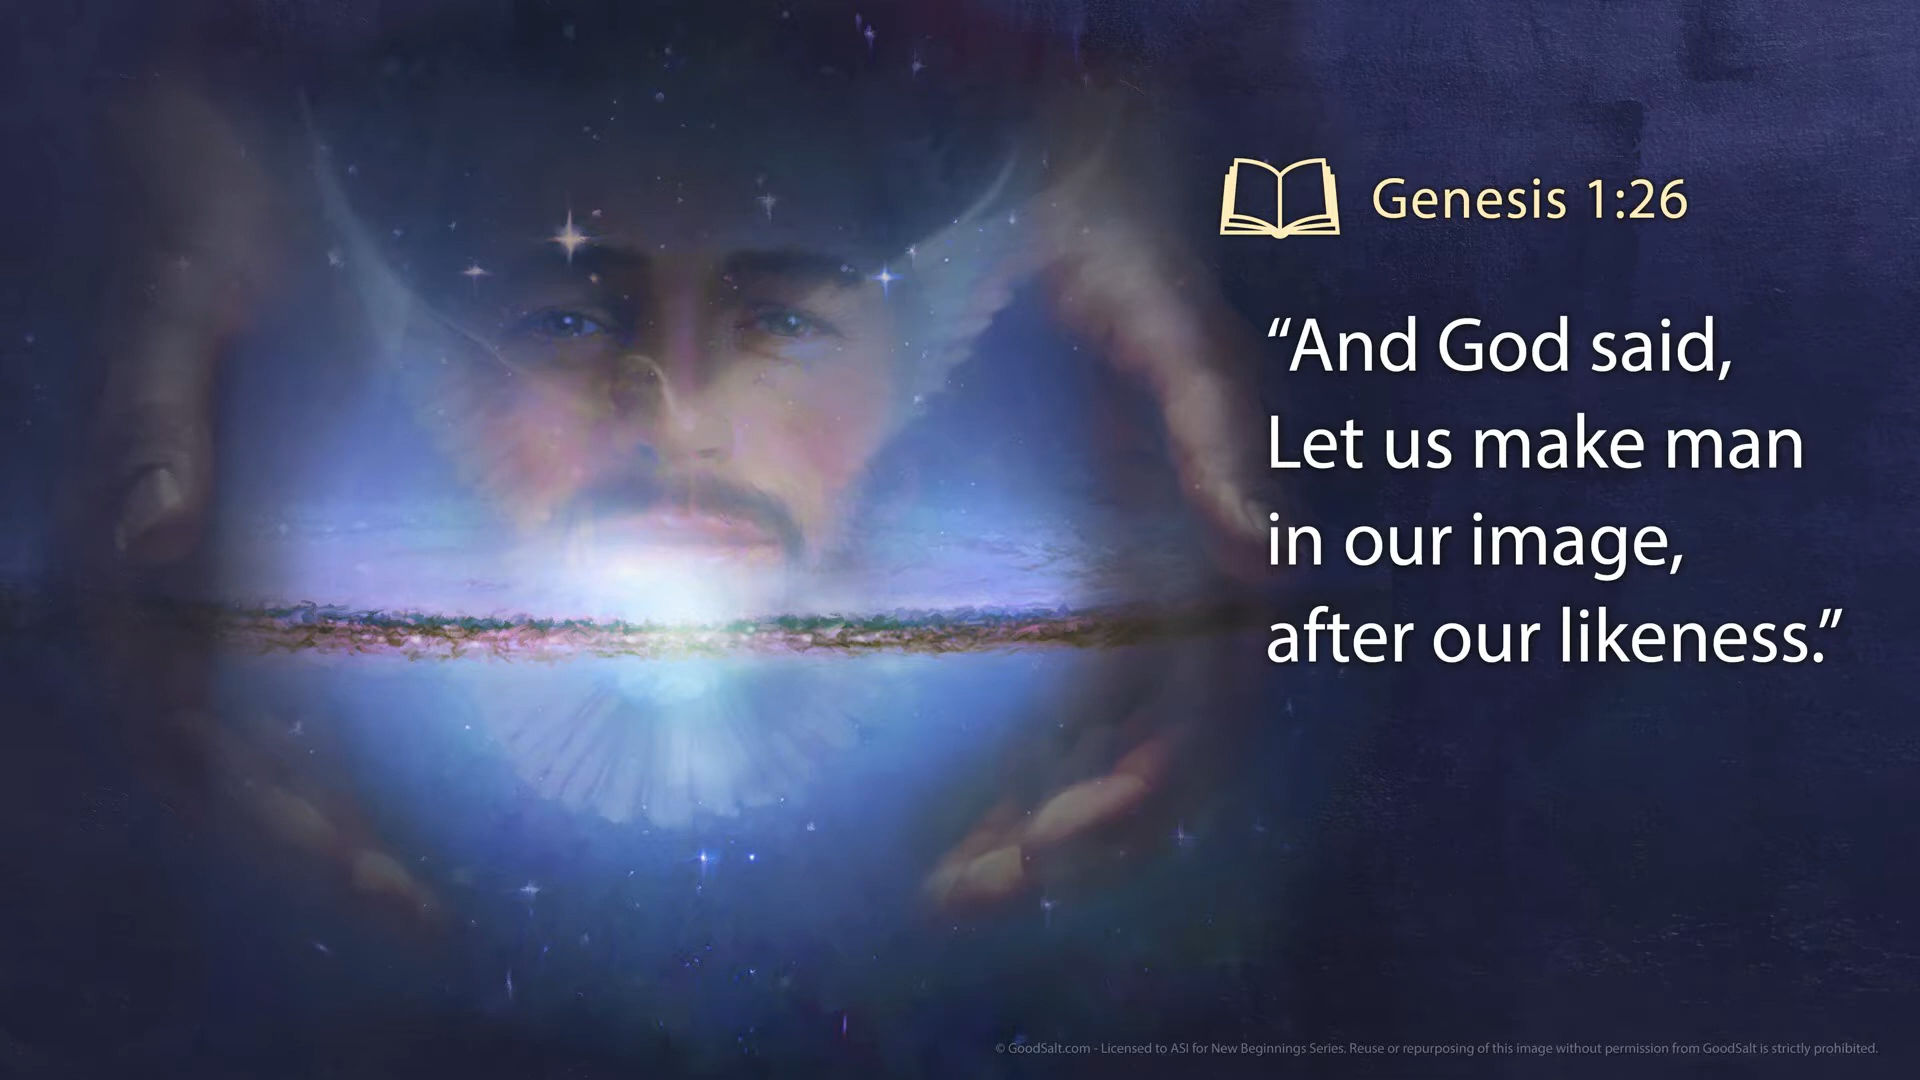 Genesis 1:26
“And God said,
Let us make man
in our image,
after our likeness.”
© GoodSalt.com - Licensed to ASI for New Beginnings Series. Reuse or repurposing of this image without permission from GoodSalt is strictly prohibited.